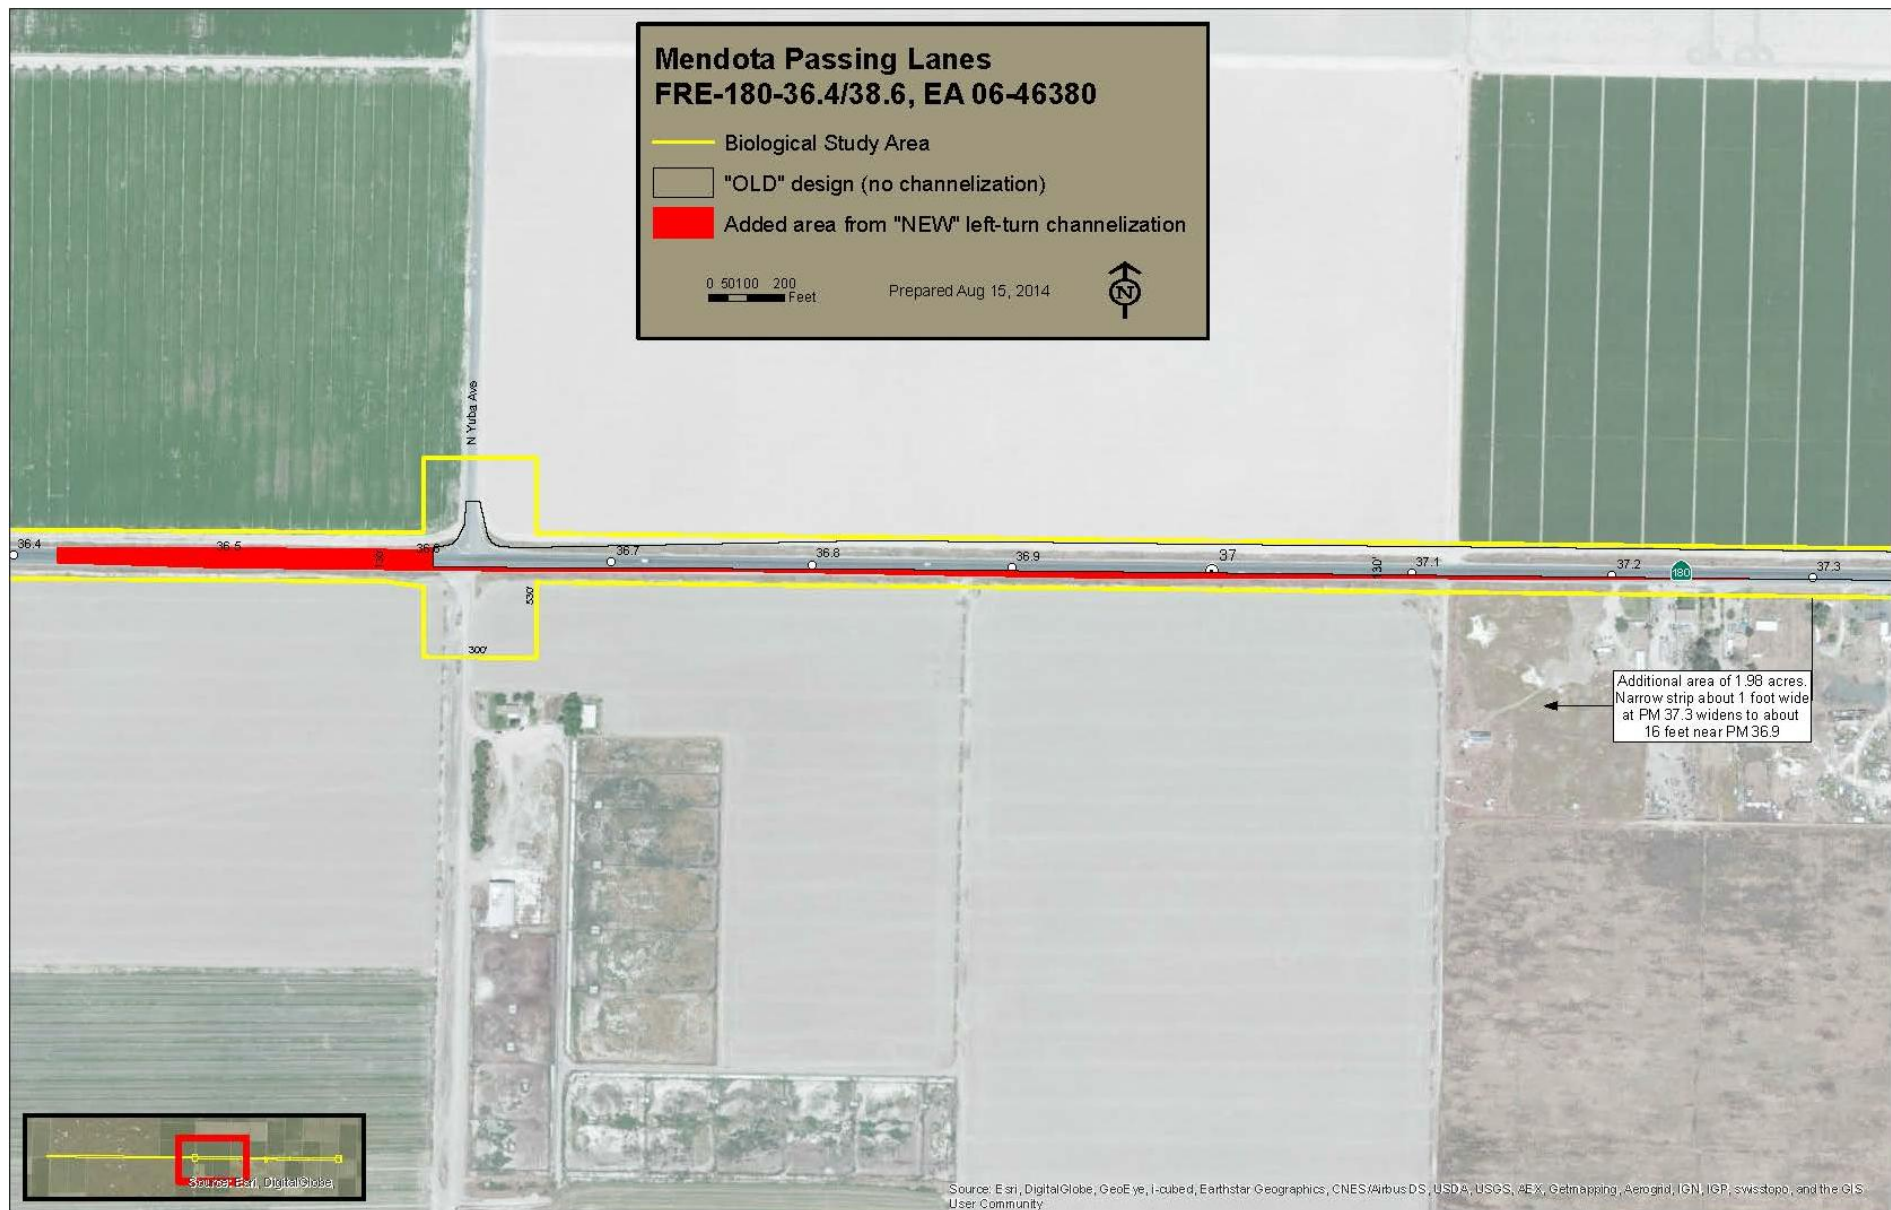 Mendota Passing Lanes
FRE-180-36.4/38.6, EA 06-46380
Biological Study Area
"OLD" design (no channelization)
Added area from "NEW" left-turn channelization
0 50100 200
Feet
Prepared Aug 15, 2014
N
N Yuba Ave
36.4
36.5
130'
36.6
36.7
36.8
36.9
37
130'
37.1
37.2
180
37.3
530'
300'
Additional area of 1.98 acres.
Narrow strip about 1 foot wide
at PM 37.3 widens to about
16 feet near PM 36.9
Source: Esri, DigitalGlobe,
Source: Esri, DigitalGlobe, GeoEye, i-cubed, Earthstar Geographics, CNES/Airbus DS, USDA, USGS, AEX, Getmapping, Aerogrid, IGN, IGP, swisstopo, and the GIS
User Community